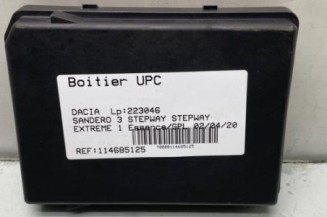 Boitier UPC
DACIA Lp:223046
SANDERO 3 STEPWAY STEPWAY
EXTREME 1 Essence/GPL 02/04/20
REF:114685125